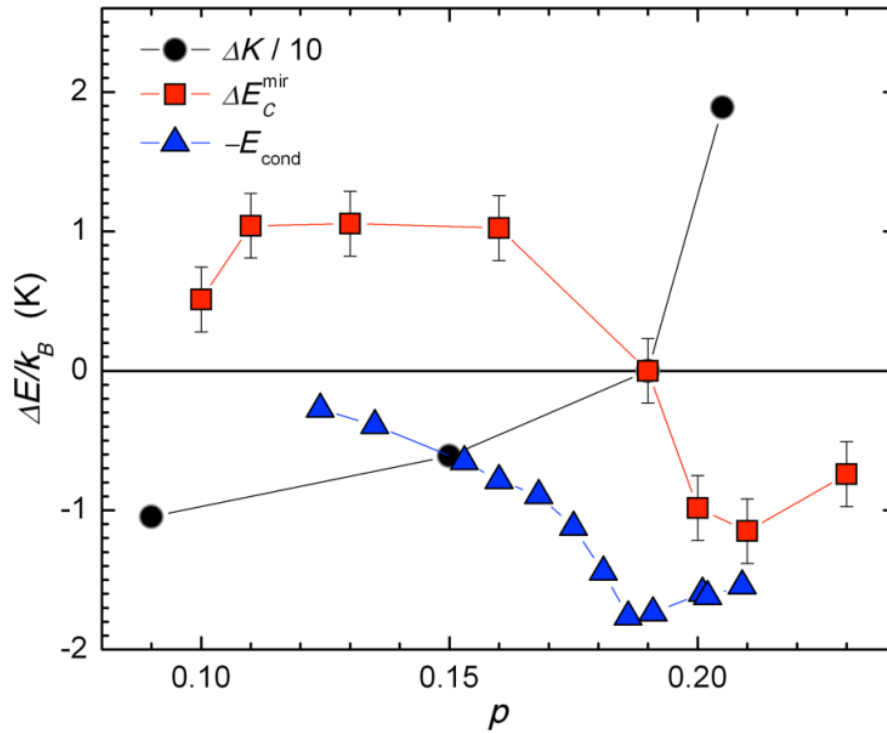 ΔK / 10
ΔE_C^mir
–E_cond
ΔE/k_B (K)
2
1
0
-1
-2
0.10 0.15 0.20
p